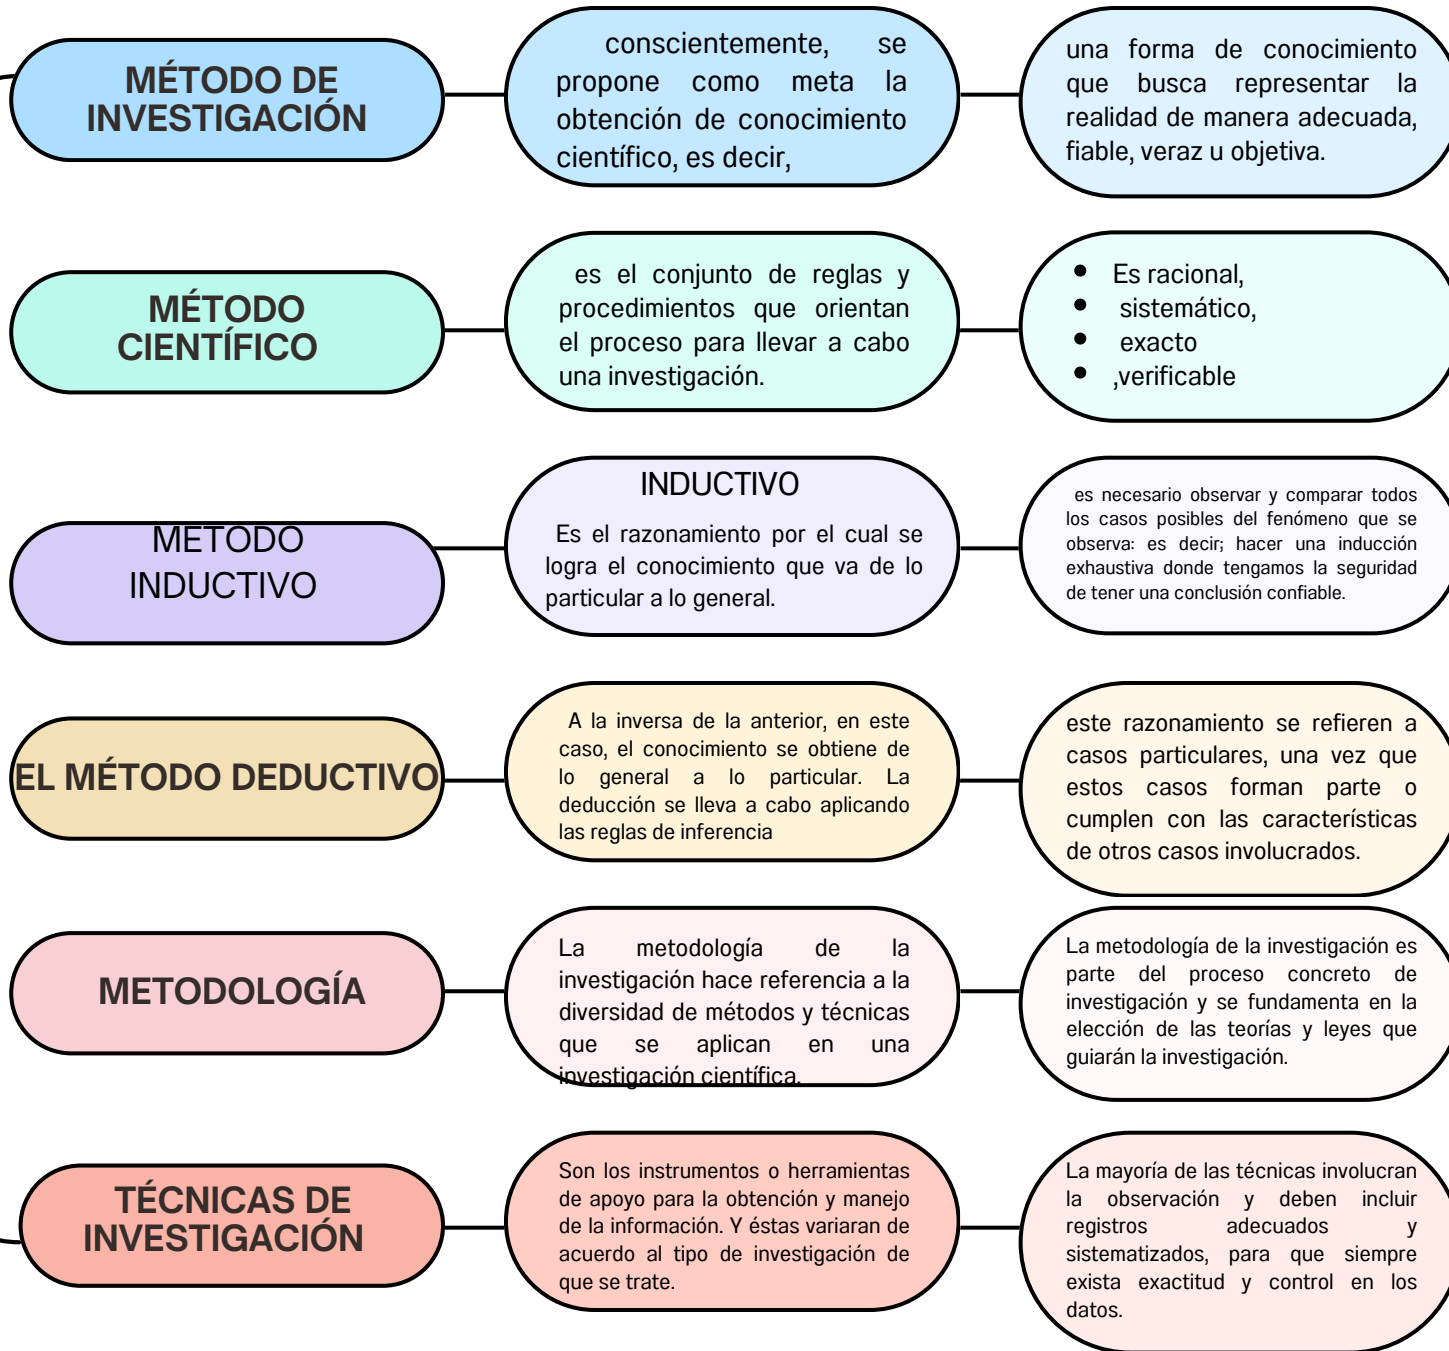 MÉTODO DE
INVESTIGACIÓN
conscientemente, se
propone como meta la
obtención de conocimiento
científico, es decir,
una forma de conocimiento
que busca representar la
realidad de manera adecuada,
fiable, veraz u objetiva.
MÉTODO
CIENTÍFICO
es el conjunto de reglas y
procedimientos que orientan
el proceso para llevar a cabo
una investigación.
• Es racional,
• sistemático,
• exacto
• ,verificable
METODO
INDUCTIVO
INDUCTIVO
Es el razonamiento por el cual se
logra el conocimiento que va de lo
particular a lo general.
es necesario observar y comparar todos
los casos posibles del fenómeno que se
observa: es decir; hacer una inducción
exhaustiva donde tengamos la seguridad
de tener una conclusión confiable.
EL MÉTODO DEDUCTIVO
A la inversa de la anterior, en este
caso, el conocimiento se obtiene de
lo general a lo particular. La
deducción se lleva a cabo aplicando
las reglas de inferencia
este razonamiento se refieren a
casos particulares, una vez que
estos casos forman parte o
cumplen con las características
de otros casos involucrados.
METODOLOGÍA
La metodología de la
investigación hace referencia a la
diversidad de métodos y técnicas
que se aplican en una
investigación científica.
La metodología de la investigación es
parte del proceso concreto de
investigación y se fundamenta en la
elección de las teorías y leyes que
guiarán la investigación.
TÉCNICAS DE
INVESTIGACIÓN
Son los instrumentos o herramientas
de apoyo para la obtención y manejo
de la información. Y éstas variaran de
acuerdo al tipo de investigación de
que se trate.
La mayoría de las técnicas involucran
la observación y deben incluir
registros adecuados y
sistematizados, para que siempre
exista exactitud y control en los
datos.